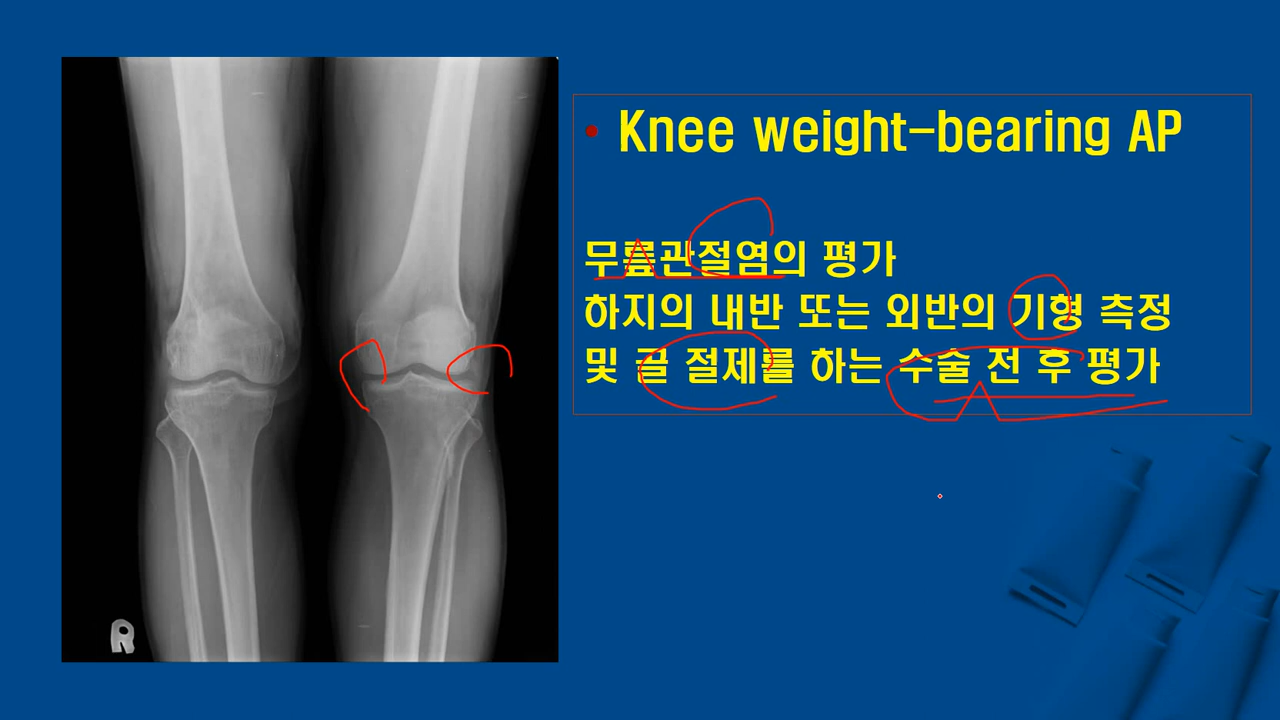 • Knee weight-bearing AP
무릎관절염의 평가
하지의 내반 또는 외반의 기형 측정
및 골 절제를 하는 수술 전 후 평가
R